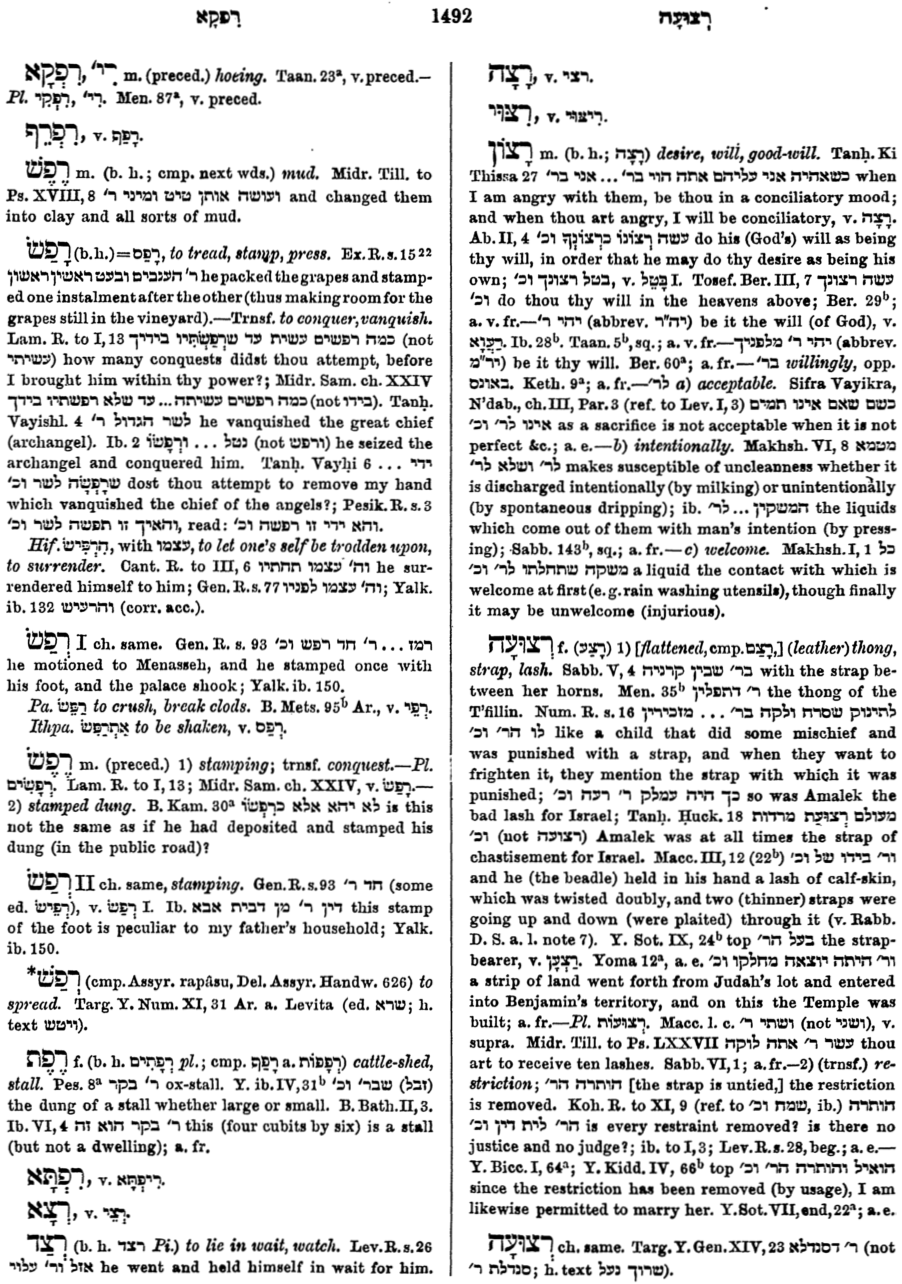 רִפְקָא 1492 רְצוּעָה
רִפְקָא, רִי', m. (preced.) hoeing. Taan. 23ᵃ, v. preced.—
Pl. רִפְקֵי, רִי'. Men. 87ᵃ, v. preced.
רִפְרֵף, v. רָפַף.
רֶפֶשׁ m. (b. h.; cmp. next wds.) mud. Midr. Till. to
Ps. XVIII, 8 ועושה אותן טיט ומיני ר' and changed them
into clay and all sorts of mud.
רָפַשׂ (b. h.) = רָפַס, to tread, stamp, press. Ex. R. s. 15²²
ר' הענבים ובעט ראשון ראשון he packed the grapes and stamp-
ed one instalment after the other (thus making room for the
grapes still in the vineyard).—Trnsf. to conquer, vanquish.
Lam. R. to I, 13 כמה רפשים עשית עד שרְפַשְׂתָּיו בידיך (not
עשיתי) how many conquests didst thou attempt, before
I brought him within thy power?; Midr. Sam. ch. XXIV
כמה רפשים עשיתה... עד שלא רפשתיו בידך (not בידו). Tanḥ.
Vayishl. 4 לשר הגדול ר' he vanquished the great chief
(archangel). Ib. 2 נטל ... ורְפָשׂוֹ (not ורפש) he seized the
archangel and conquered him. Tanḥ. Vayḥi 6 ידי ...
שרָפְשָׂה לשר וכ' dost thou attempt to remove my hand
which vanquished the chief of the angels?; Pesik. R. s. 3
והאיך זו תפשה לשר וכ', read: והא ידי זו רפשה וכ'.
Hif. הִרְפִּישׂ, with עצמו, to let one's self be trodden upon,
to surrender. Cant. R. to III, 6 וה' עצמו תחתיו he sur-
rendered himself to him; Gen. R. s. 77 וה' עצמו לפניו; Yalk.
ib. 132 והרעיש (corr. acc.).
רְפַשׂ I ch. same. Gen. R. s. 93 רמז... ר' חד רפש וכ'
he motioned to Menasseh, and he stamped once with
his foot, and the palace shook; Yalk. ib. 150.
Pa. רַפֵּשׂ to crush, break clods. B. Mets. 95ᵇ Ar., v. רְפֵי.
Ithpa. אִתְרַפַּשׂ to be shaken, v. רְפַס.
רֶפֶשׂ m. (preced.) 1) stamping; trnsf. conquest.—Pl.
רְפָשִׂים. Lam. R. to I, 13; Midr. Sam. ch. XXIV, v. רָפַשׂ.—
2) stamped dung. B. Kam. 30ᵃ לא יהא אלא כרִפְשׂוֹ is this
not the same as if he had deposited and stamped his
dung (in the public road)?
רְפַשׂ II ch. same, stamping. Gen. R. s. 93 חד ר' (some
ed. רְפִישׂ), v. רְפַשׂ I. Ib. דין ר' מן דבית אבא this stamp
of the foot is peculiar to my father's household; Yalk.
ib. 150.
*רְפַשׂ (cmp. Assyr. rapâsu, Del. Assyr. Handw. 626) to
spread. Targ. Y. Num. XI, 31 Ar. a. Levita (ed. שרא; h.
text ויטש).
רֶפֶת f. (b. h. רְפָתִים pl.; cmp. רָפַף a. רִפְפוֹת) cattle-shed,
stall. Pes. 8ᵃ ר' בקר ox-stall. Y. ib. IV, 31ᵇ שבר' וכ' (זבל)
the dung of a stall whether large or small. B. Bath. II, 3.
Ib. VI, 4 ר' בקר הוא זה this (four cubits by six) is a stall
(but not a dwelling); a. fr.
רִפְתָּא, v. רִיפְתָּא.
רְצָא, v. רְצֵי.
רָצַד (b. h. רצד Pi.) to lie in wait, watch. Lev. R. s. 26
אזל ור' עלוי he went and held himself in wait for him.
רָצָה, v. רצי.
רִצּוּי, v. רִיצּוּי.
רָצוֹן m. (b. h.; רָצָה) desire, will, good-will. Tanḥ. Ki
Thissa 27 כשאהיה אני עליהם אתה הוי בר' ... אני בר' when
I am angry with them, be thou in a conciliatory mood;
and when thou art angry, I will be conciliatory, v. רָצָה.
Ab. II, 4 עשה רְצוֹנוֹ כרְצוֹנְךָ וכ' do his (God's) will as being
thy will, in order that he may do thy desire as being his
own; בטל רצונך וכ', v. בָּטֵל I. Tosef. Ber. III, 7 עשה רצונך
וכ' do thou thy will in the heavens above; Ber. 29ᵇ;
a. v. fr.—יהי ר' (abbrev. יה"ר) be it the will (of God), v.
רַעֲוָא. Ib. 28ᵇ. Taan. 5ᵇ, sq.; a. v. fr.—יהי ר' מלפניך (abbrev.
יר"מ) be it thy will. Ber. 60ᵃ; a. fr.—בר' willingly, opp.
באונס. Keth. 9ᵃ; a. fr.—לר' a) acceptable. Sifra Vayikra,
N'dab., ch. III, Par. 3 (ref. to Lev. I, 3) כשם שאם אינו תמים
אינו לר' וכ' as a sacrifice is not acceptable when it is not
perfect &c.; a. e.—b) intentionally. Makhsh. VI, 8 מטמא
לר' ושלא לר' makes susceptible of uncleanness whether it
is discharged intentionally (by milking) or unintentionally
(by spontaneous dripping); ib. המשקין ... לר' the liquids
which come out of them with man's intention (by press-
ing); Sabb. 143ᵇ, sq.; a. fr.—c) welcome. Makhsh. I, 1 כל
משקה שתחלתו לר' וכ' a liquid the contact with which is
welcome at first (e. g. rain washing utensils), though finally
it may be unwelcome (injurious).
רְצוּעָה f. (רָצַע) 1) [flattened, cmp. רָצַם,] (leather) thong,
strap, lash. Sabb. V, 4 בר' שבין קרניה with the strap be-
tween her horns. Men. 35ᵇ ר' דתפלין the thong of the
T'fillin. Num. R. s. 16 לתינוק שסרח ולקה בר' ... מזכירין
לו הר' וכ' like a child that did some mischief and
was punished with a strap, and when they want to
frighten it, they mention the strap with which it was
punished; כך היה עמלק ר' רעה וכ' so was Amalek the
bad lash for Israel; Tanḥ. Ḥuck. 18 מעולם רְצוּעַת מרדות
וכ' (not רצועה) Amalek was at all times the strap of
chastisement for Israel. Macc. III, 12 (22ᵇ) ור' בידו של וכ'
and he (the beadle) held in his hand a lash of calf-skin,
which was twisted doubly, and two (thinner) straps were
going up and down (were plaited) through it (v. Rabb.
D. S. a. l. note 7). Y. Sot. IX, 24ᵇ top בעל הר' the strap-
bearer, v. רַצְעָן. Yoma 12ᵃ, a. e. ור' היתה יוצאה מחלקו וכ'
a strip of land went forth from Judah's lot and entered
into Benjamin's territory, and on this the Temple was
built; a. fr.—Pl. רְצוּעוֹת. Macc. l. c. ושתי ר' (not ושני), v.
supra. Midr. Till. to Ps. LXXVII עשר ר' אתה לוקה thou
art to receive ten lashes. Sabb. VI, 1; a. fr.—2) (trnsf.) re-
striction; הותרה הר' [the strap is untied,] the restriction
is removed. Koh. R. to XI, 9 (ref. to שמח וכ', ib.) הותרה
הר' לית דין וכ' is every restraint removed? is there no
justice and no judge?; ib. to I, 3; Lev. R. s. 28, beg.; a. e.—
Y. Bicc. I, 64ᵃ; Y. Kidd. IV, 66ᵇ top הואיל והותרה הר' וכ'
since the restriction has been removed (by usage), I am
likewise permitted to marry her. Y. Sot. VII, end, 22ᵃ; a. e.
רְצוּעָה ch. same. Targ. Y. Gen. XIV, 23 ר' דסנדלא (not
סנדלת ר'; h. text שרוך נעל).